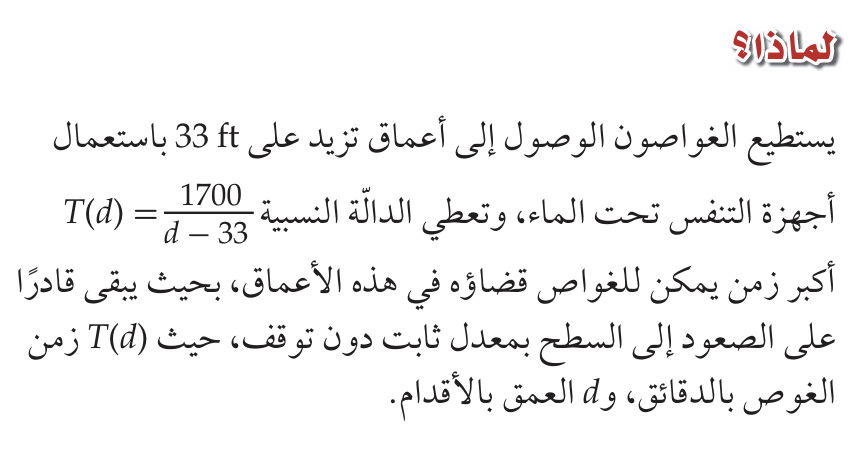 لماذا؟
يستطيع الغواصون الوصول إلى أعماق تزيد على 33 ft باستعمال
أجهزة التنفس تحت الماء، وتعطي الدالّة النسبية T(d) = 1700 / (d − 33)
أكبر زمن يمكن للغواص قضاؤه في هذه الأعماق، بحيث يبقى قادرًا
على الصعود إلى السطح بمعدل ثابت دون توقف، حيث T(d) زمن
الغوص بالدقائق، و d العمق بالأقدام.